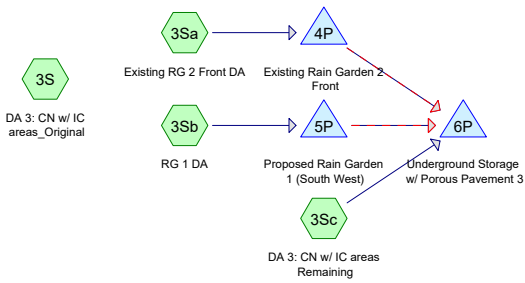 3Sa
4P
Existing RG 2 Front DA
Existing Rain Garden 2
Front
3S
DA 3: CN w/ IC
areas_Original
3Sb
5P
6P
RG 1 DA
Proposed Rain Garden
1 (South West)
Underground Storage
w/ Porous Pavement 3
3Sc
DA 3: CN w/ IC areas
Remaining